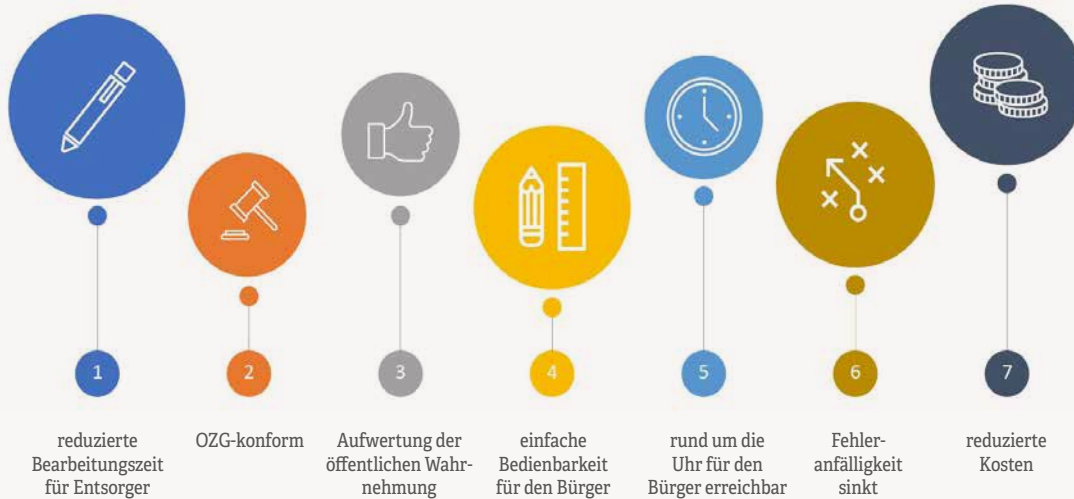 1
2
3
4
5
6
7
reduzierte
Bearbeitungszeit
für Entsorger
OZG-konform
Aufwertung der
öffentlichen Wahr-
nehmung
einfache
Bedienbarkeit
für den Bürger
rund um die
Uhr für den
Bürger erreichbar
Fehler-
anfälligkeit
sinkt
reduzierte
Kosten